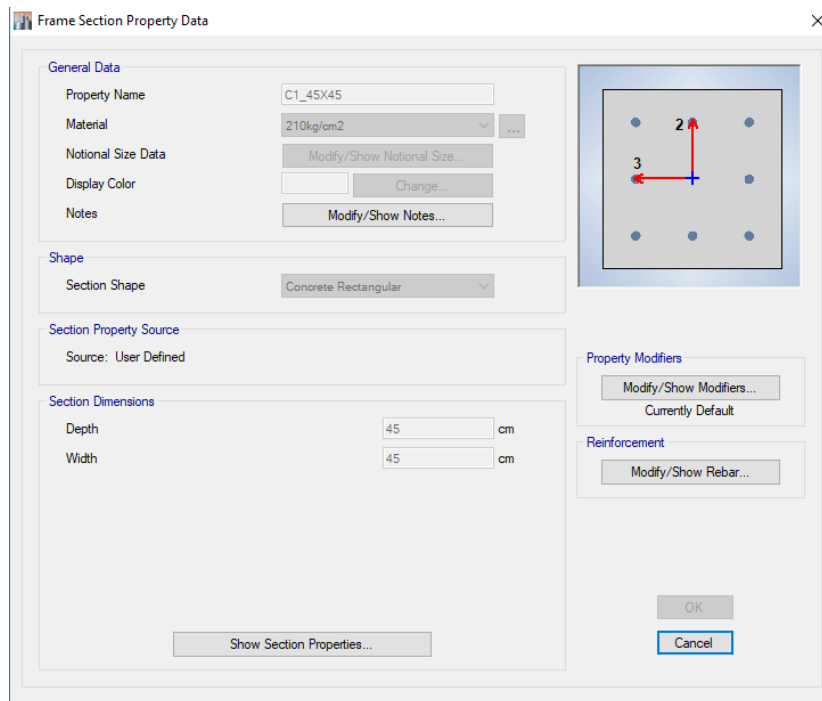 Frame Section Property Data
General Data
Property Name C1_45X45
Material 210kg/cm2 ...
Notional Size Data Modify/Show Notional Size...
Display Color Change...
Notes Modify/Show Notes...
Shape
Section Shape Concrete Rectangular
Section Property Source
Source: User Defined
Section Dimensions
Depth 45 cm
Width 45 cm
Show Section Properties...
2
3
Property Modifiers
Modify/Show Modifiers...
Currently Default
Reinforcement
Modify/Show Rebar...
OK
Cancel